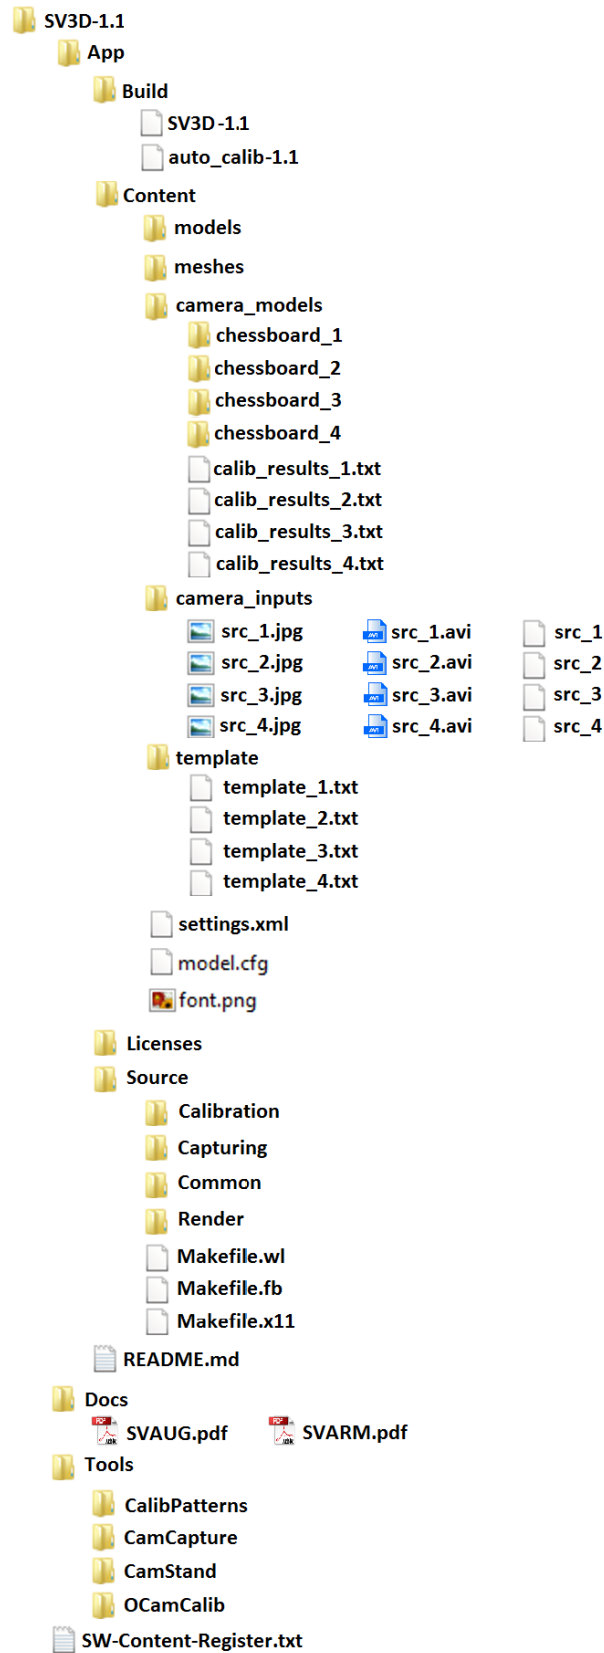 SV3D-1.1
App
Build
SV3D-1.1
auto_calib-1.1
Content
models
meshes
camera_models
chessboard_1
chessboard_2
chessboard_3
chessboard_4
calib_results_1.txt
calib_results_2.txt
calib_results_3.txt
calib_results_4.txt
camera_inputs
src_1.jpg src_1.avi src_1
src_2.jpg src_2.avi src_2
src_3.jpg src_3.avi src_3
src_4.jpg src_4.avi src_4
template
template_1.txt
template_2.txt
template_3.txt
template_4.txt
settings.xml
model.cfg
font.png
Licenses
Source
Calibration
Capturing
Common
Render
Makefile.wl
Makefile.fb
Makefile.x11
README.md
Docs
SVAUG.pdf SVARM.pdf
Tools
CalibPatterns
CamCapture
CamStand
OCamCalib
SW-Content-Register.txt